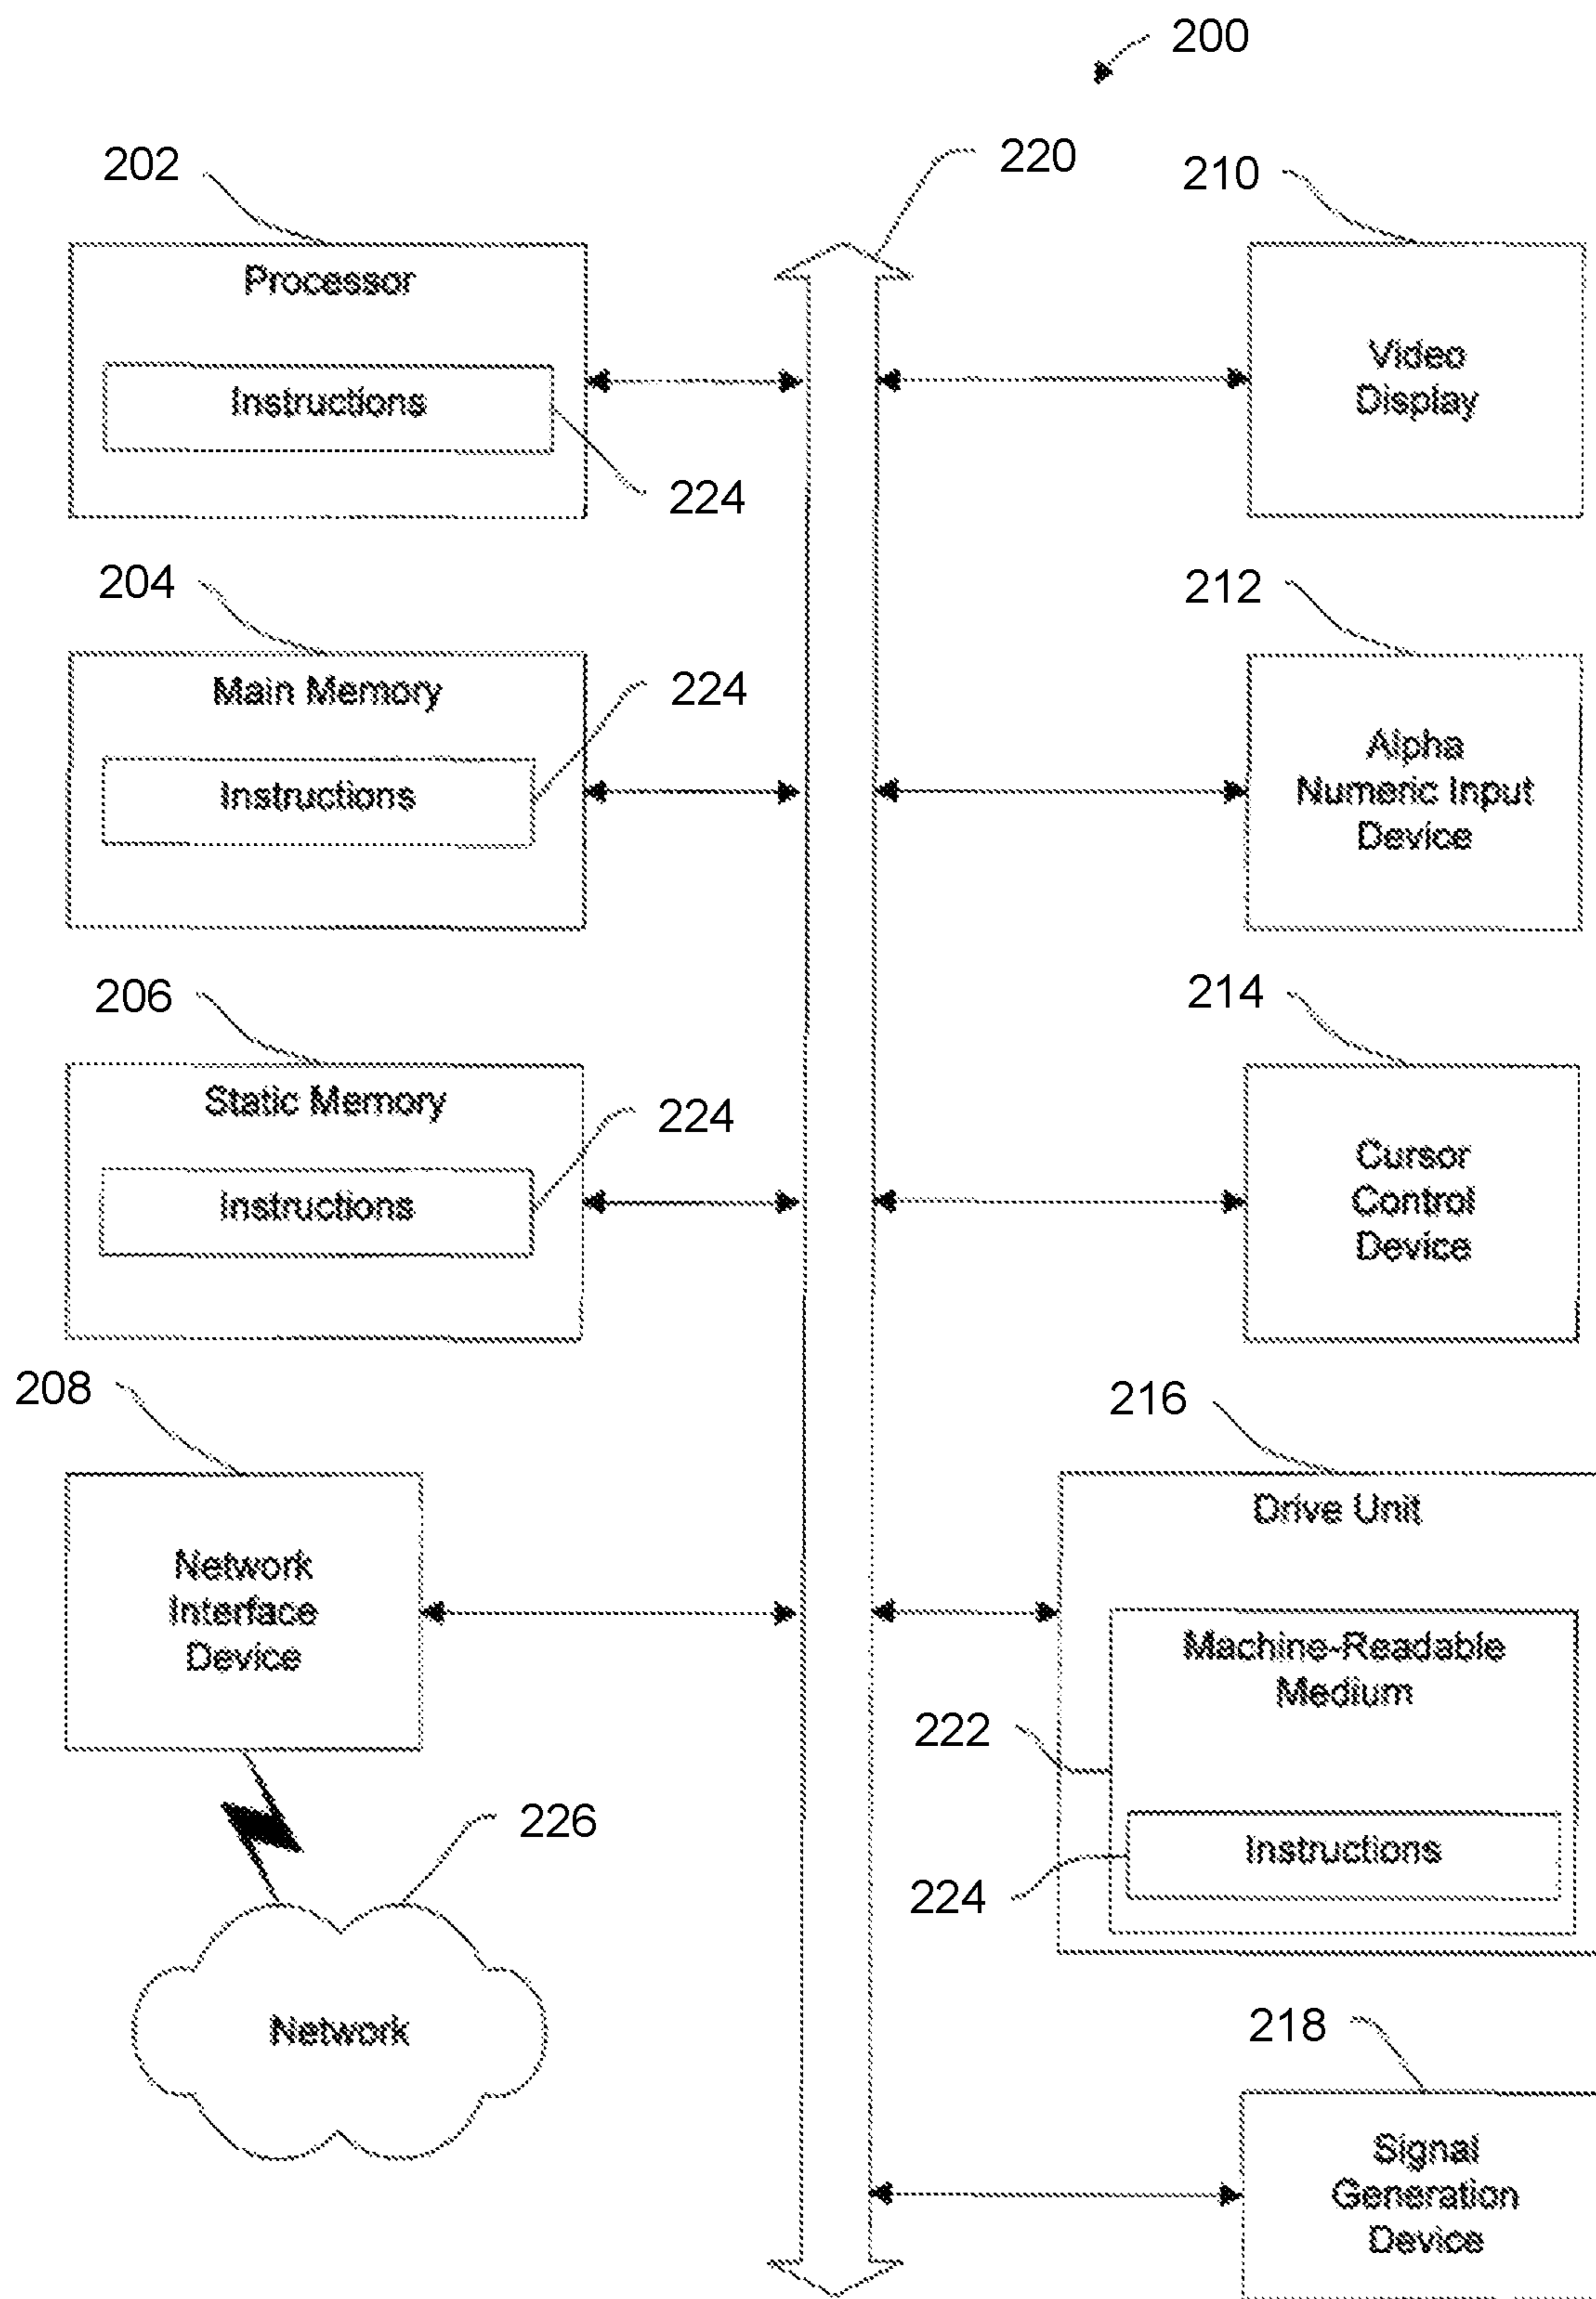 200
202
220
210
Processor
Instructions
224
Video
Display
204
212
Main Memory
224
Instructions
Alpha
Numeric Input
Device
206
214
Static Memory
224
Instructions
Cursor
Control
Device
208
216
Network
Interface
Device
Drive Unit
Machine-Readable
Medium
222
Instructions
224
226
Network
218
Signal
Generation
Device